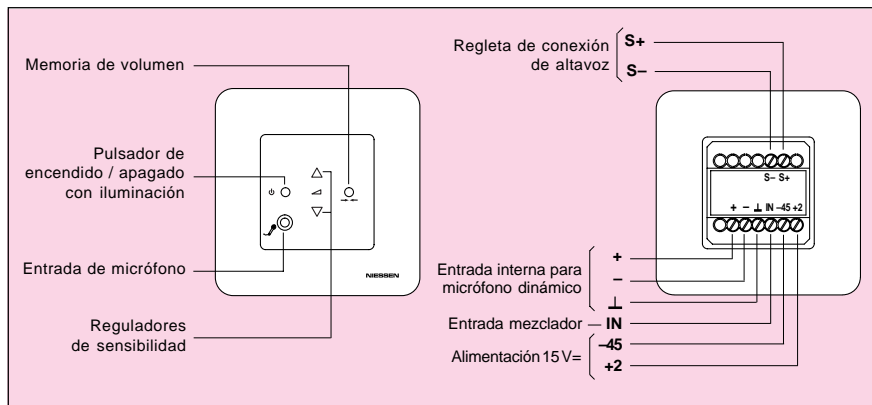 Memoria de volumen
Pulsador de
encendido / apagado
con iluminación
Entrada de micrófono
Reguladores
de sensibilidad
NIESSEN
Regleta de conexión
de altavoz
S+
S–
S– S+
+ – ⊥ IN –45 +2
Entrada interna para
micrófono dinámico
+
–
⊥
Entrada mezclador — IN
Alimentación 15 V=
–45
+2